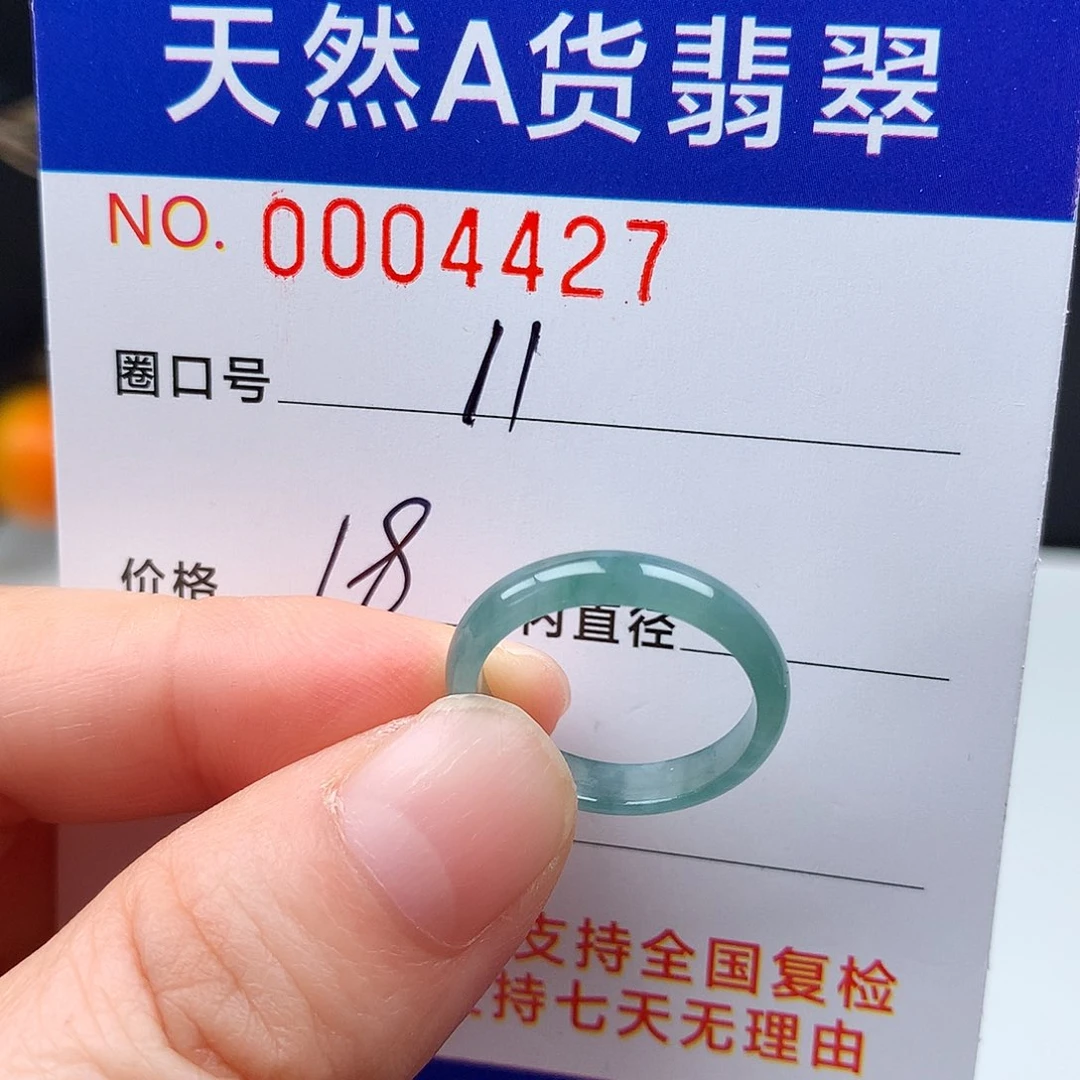 天然A货翡翠
NO. 0004427
圈口号 11
价格 18 内直径
支持全国复检
持七天无理由